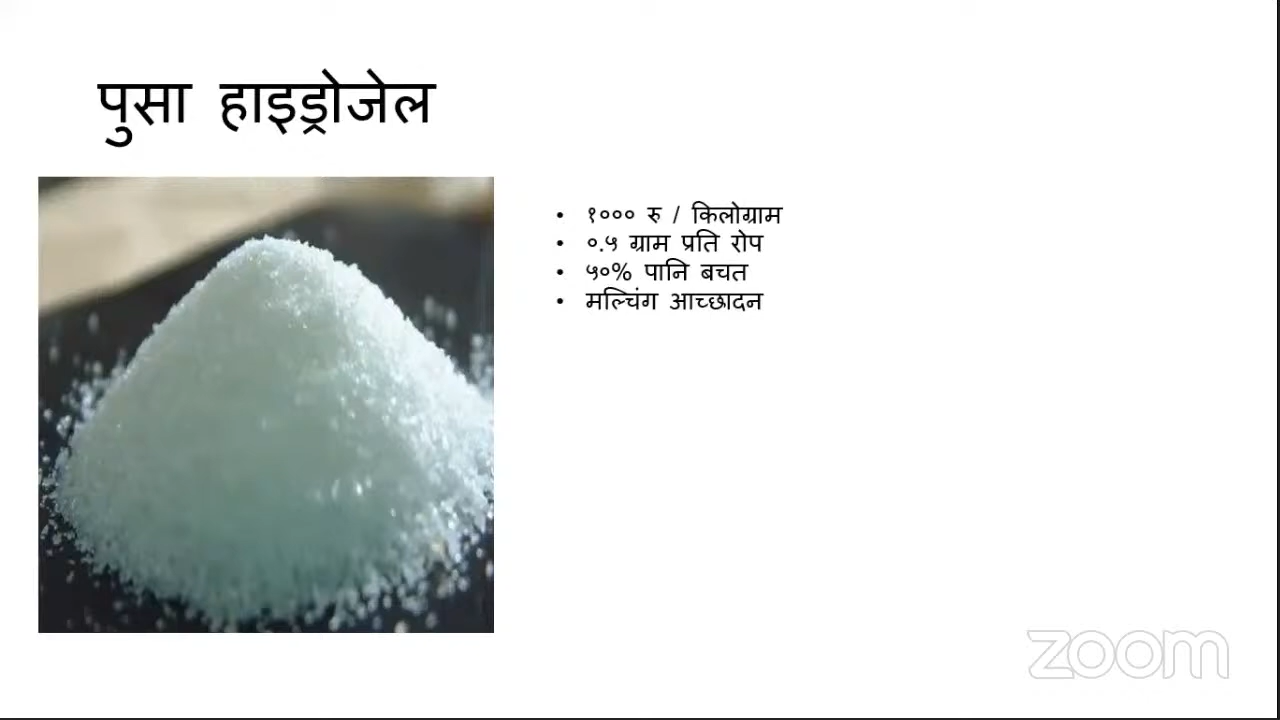 पुसा हाइड्रोजेल
• १००० रु / किलोग्राम
• ०.५ ग्राम प्रति रोप
• ५०% पानि बचत
• मल्चिंग आच्छादन
zoom